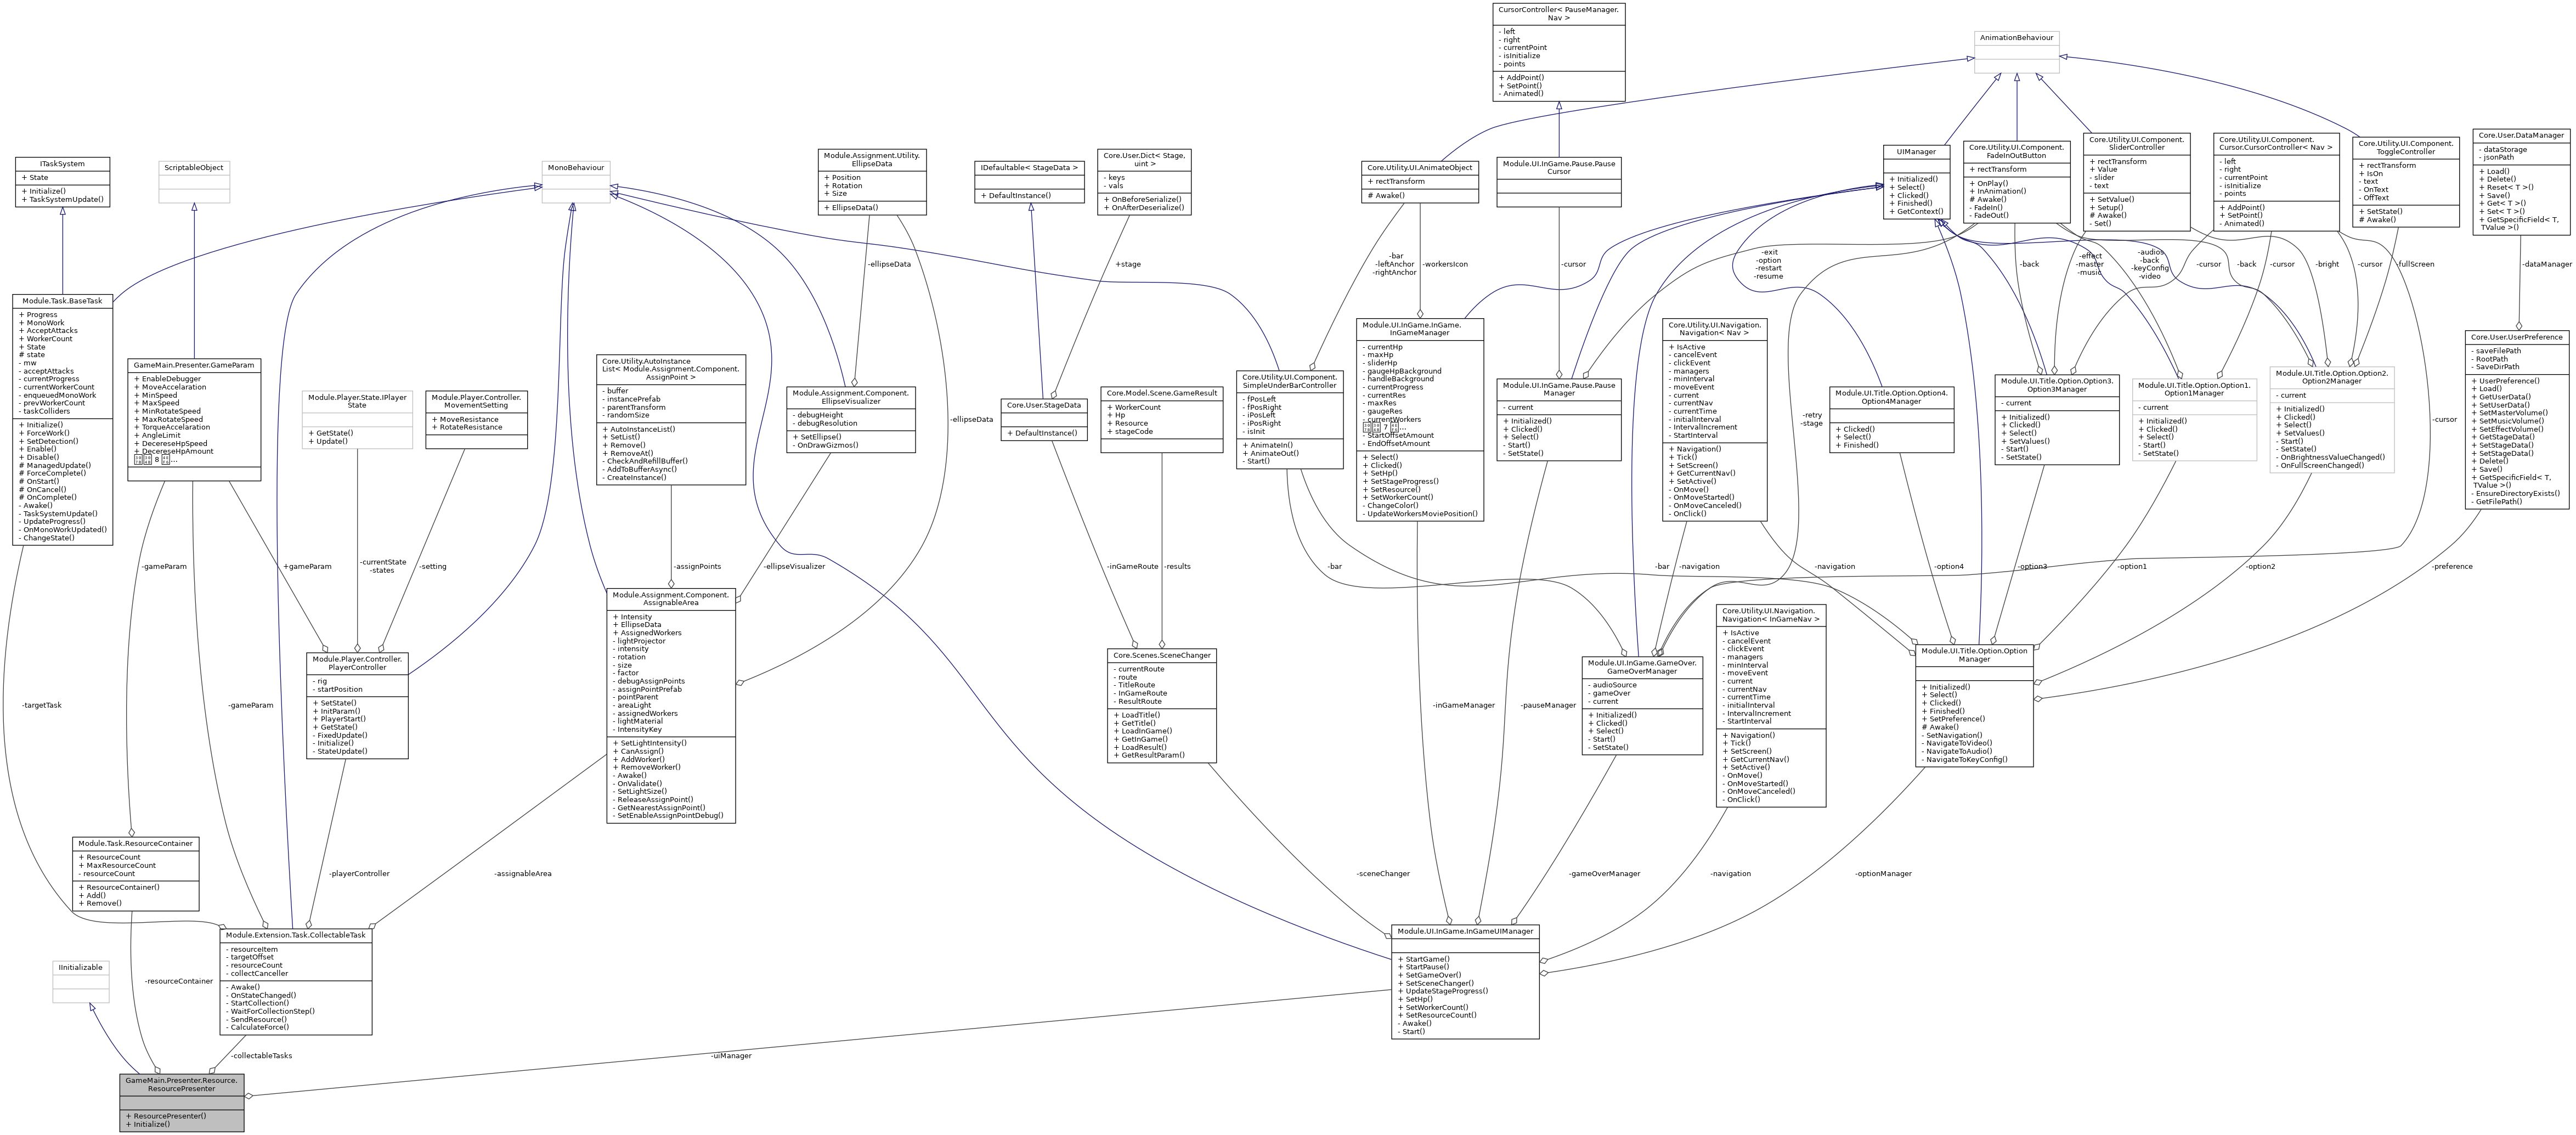 CursorController< PauseManager.
Nav >
- left
- right
- currentPoint
- isInitialize
- points
+ AddPoint()
+ SetPoint()
- Animated()
AnimationBehaviour
ITaskSystem
+ State
+ Initialize()
+ TaskSystemUpdate()
ScriptableObject
MonoBehaviour
Module.Assignment.Utility.
EllipseData
+ Position
+ Rotation
+ Size
+ EllipseData()
IDefaultable< StageData >
+ DefaultInstance()
Core.User.Dict< Stage,
uint >
- keys
- vals
+ OnBeforeSerialize()
+ OnAfterDeserialize()
Core.Utility.UI.AnimateObject
+ rectTransform
# Awake()
Module.UI.InGame.Pause.Pause
Cursor
UIManager
+ Initialized()
+ Select()
+ Clicked()
+ Finished()
+ GetContext()
Core.Utility.UI.Component.
FadeInOutButton
+ rectTransform
+ OnPlay()
+ InAnimation()
# Awake()
- FadeIn()
- FadeOut()
Core.Utility.UI.Component.
SliderController
+ rectTransform
+ Value
- slider
- text
+ SetValue()
+ Setup()
# Awake()
- Set()
Core.Utility.UI.Component.
Cursor.CursorController< Nav >
- left
- right
- currentPoint
- isInitialize
- points
+ AddPoint()
+ SetPoint()
- Animated()
Core.Utility.UI.Component.
ToggleController
+ rectTransform
+ IsOn
- text
- OnText
- OffText
+ SetState()
# Awake()
Core.User.DataManager
- dataStorage
- jsonPath
+ Load()
+ Delete()
+ Reset< T >()
+ Save()
+ Get< T >()
+ Set< T >()
+ GetSpecificField< T,
TValue >()
-ellipseData
+stage
-bar
-leftAnchor
-rightAnchor
-workersIcon
-cursor
-exit
-option
-restart
-resume
-back
-effect
-master
-music
-audios
-back
-keyConfig
-video
-cursor
-cursor
-back
-bright
-cursor
-fullScreen
-dataManager
Module.Task.BaseTask
+ Progress
+ MonoWork
+ AcceptAttacks
+ WorkerCount
+ State
# state
- mw
- acceptAttacks
- currentProgress
- currentWorkerCount
- enqueuedMonoWork
- prevWorkerCount
- taskColliders
+ Initialize()
+ ForceWork()
+ SetDetection()
+ Enable()
+ Disable()
# ManagedUpdate()
# ForceComplete()
# OnStart()
# OnCancel()
# OnComplete()
- Awake()
- TaskSystemUpdate()
- UpdateProgress()
- OnMonoWorkUpdated()
- ChangeState()
GameMain.Presenter.GameParam
+ EnableDebugger
+ MoveAccelaration
+ MinSpeed
+ MaxSpeed
+ MinRotateSpeed
+ MaxRotateSpeed
+ TorqueAccelaration
+ AngleLimit
+ DecereseHpSpeed
+ DecereseHpAmount
8 ...
Module.Player.State.IPlayer
State
+ GetState()
+ Update()
Module.Player.Controller.
MovementSetting
+ MoveResistance
+ RotateResistance
Core.Utility.AutoInstance
List< Module.Assignment.Component.
AssignPoint >
- buffer
- instancePrefab
- parentTransform
- randomSize
+ AutoInstanceList()
+ SetList()
+ Remove()
+ RemoveAt()
- CheckAndRefillBuffer()
- AddToBufferAsync()
- CreateInstance()
Module.Assignment.Component.
EllipseVisualizer
- debugHeight
- debugResolution
+ SetEllipse()
- OnDrawGizmos()
-ellipseData
Core.User.StageData
+ DefaultInstance()
Core.Model.Scene.GameResult
+ WorkerCount
+ Hp
+ Resource
+ stageCode
Core.Utility.UI.Component.
SimpleUnderBarController
- fPosLeft
- fPosRight
- iPosLeft
- iPosRight
- isInit
+ AnimateIn()
+ AnimateOut()
- Start()
Module.UI.InGame.InGame.
InGameManager
- currentHp
- maxHp
- sliderHp
- gaugeHpBackground
- handleBackground
- currentProgress
- currentRes
- maxRes
- gaugeRes
- currentWorkers
7 ...
- StartOffsetAmount
- EndOffsetAmount
+ Select()
+ Clicked()
+ SetHp()
+ SetStageProgress()
+ SetResource()
+ SetWorkerCount()
- ChangeColor()
- UpdateWorkersMoviePosition()
Module.UI.InGame.Pause.Pause
Manager
- current
+ Initialized()
+ Clicked()
+ Select()
- Start()
- SetState()
Core.Utility.UI.Navigation.
Navigation< Nav >
+ IsActive
- cancelEvent
- clickEvent
- managers
- minInterval
- moveEvent
- current
- currentNav
- currentTime
- initialInterval
- IntervalIncrement
- StartInterval
+ Navigation()
+ Tick()
+ SetScreen()
+ GetCurrentNav()
+ SetActive()
- OnMove()
- OnMoveStarted()
- OnMoveCanceled()
- OnClick()
-retry
-stage
Module.UI.Title.Option.Option4.
Option4Manager
+ Clicked()
+ Select()
+ Finished()
Module.UI.Title.Option.Option3.
Option3Manager
- current
+ Initialized()
+ Clicked()
+ Select()
+ SetValues()
- Start()
- SetState()
Module.UI.Title.Option.Option1.
Option1Manager
- current
+ Initialized()
+ Clicked()
+ Select()
- Start()
- SetState()
Module.UI.Title.Option.Option2.
Option2Manager
- current
+ Initialized()
+ Clicked()
+ Select()
+ SetValues()
- Start()
- SetState()
- OnBrightnessValueChanged()
- OnFullScreenChanged()
-cursor
Core.User.UserPreference
- saveFilePath
- RootPath
- SaveDirPath
+ UserPreference()
+ Load()
+ GetUserData()
+ SetUserData()
+ SetMasterVolume()
+ SetMusicVolume()
+ SetEffectVolume()
+ GetStageData()
+ SetStageData()
+ SetStageData()
+ Delete()
+ Save()
+ GetSpecificField< T,
TValue >()
- EnsureDirectoryExists()
- GetFilePath()
-gameParam
+gameParam
-currentState
-states
-setting
-assignPoints
-ellipseVisualizer
-inGameRoute
-results
-bar
-bar
-navigation
-navigation
-option4
-option3
-option1
-option2
-preference
Module.Player.Controller.
PlayerController
- rig
- startPosition
+ SetState()
+ InitParam()
+ PlayerStart()
+ GetState()
- FixedUpdate()
- Initialize()
- StateUpdate()
Module.Assignment.Component.
AssignableArea
+ Intensity
+ EllipseData
+ AssignedWorkers
- lightProjector
- intensity
- rotation
- size
- factor
- debugAssignPoints
- assignPointPrefab
- pointParent
- areaLight
- assignedWorkers
- lightMaterial
- IntensityKey
+ SetLightIntensity()
+ CanAssign()
+ AddWorker()
+ RemoveWorker()
- Awake()
- OnValidate()
- SetLightSize()
- ReleaseAssignPoint()
- GetNearestAssignPoint()
- SetEnableAssignPointDebug()
Core.Scenes.SceneChanger
- currentRoute
- route
- TitleRoute
- InGameRoute
- ResultRoute
+ LoadTitle()
+ GetTitle()
+ LoadInGame()
+ GetInGame()
+ LoadResult()
+ GetResultParam()
Module.UI.InGame.GameOver.
GameOverManager
- audioSource
- gameOver
- current
+ Initialized()
+ Clicked()
+ Select()
- Start()
- SetState()
Core.Utility.UI.Navigation.
Navigation< InGameNav >
+ IsActive
- cancelEvent
- clickEvent
- managers
- minInterval
- moveEvent
- current
- currentNav
- currentTime
- initialInterval
- IntervalIncrement
- StartInterval
+ Navigation()
+ Tick()
+ SetScreen()
+ GetCurrentNav()
+ SetActive()
- OnMove()
- OnMoveStarted()
- OnMoveCanceled()
- OnClick()
Module.UI.Title.Option.Option
Manager
+ Initialized()
+ Select()
+ Clicked()
+ Finished()
+ SetPreference()
# Awake()
- SetNavigation()
- NavigateToVideo()
- NavigateToAudio()
- NavigateToKeyConfig()
-targetTask
-gameParam
-inGameManager
-pauseManager
Module.Task.ResourceContainer
+ ResourceCount
+ MaxResourceCount
- resourceCount
+ ResourceContainer()
+ Add()
+ Remove()
-playerController
-assignableArea
-sceneChanger
-gameOverManager
-navigation
-optionManager
Module.Extension.Task.CollectableTask
- resourceItem
- targetOffset
- resourceCount
- collectCanceller
- Awake()
- OnStateChanged()
- StartCollection()
- WaitForCollectionStep()
- SendResource()
- CalculateForce()
Module.UI.InGame.InGameUIManager
+ StartGame()
+ StartPause()
+ SetGameOver()
+ SetSceneChanger()
+ UpdateStageProgress()
+ SetHp()
+ SetWorkerCount()
+ SetResourceCount()
- Awake()
- Start()
IInitializable
-resourceContainer
-collectableTasks
-uiManager
GameMain.Presenter.Resource.
ResourcePresenter
+ ResourcePresenter()
+ Initialize()